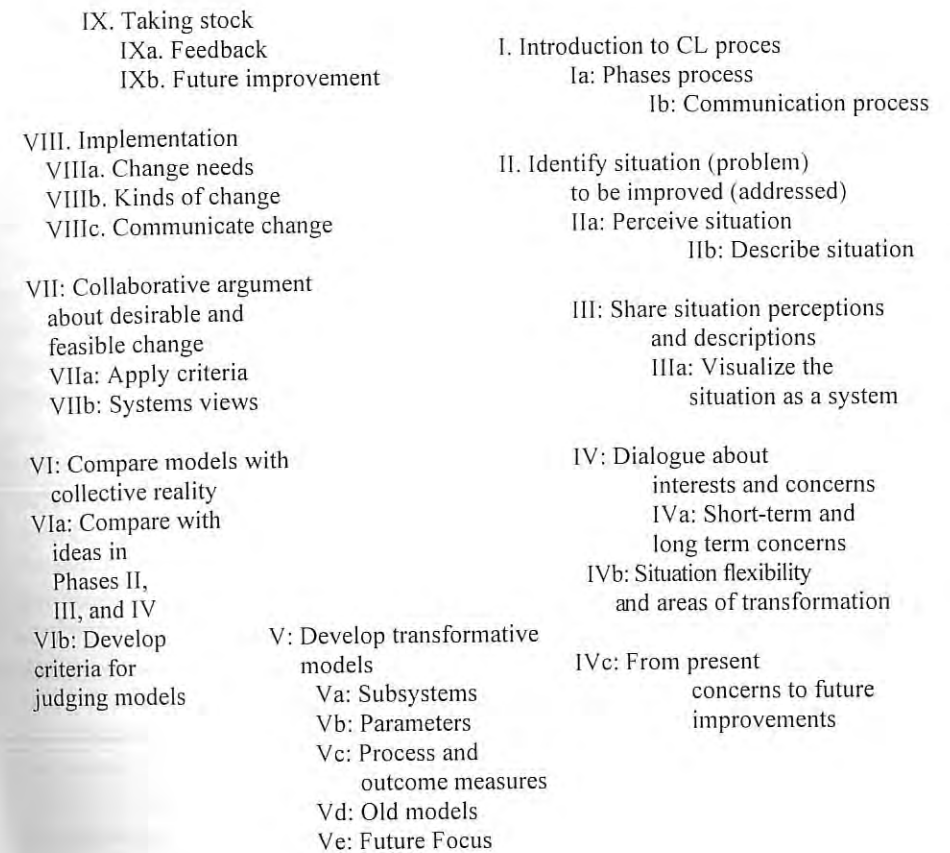 I. Introduction to CL proces
Ia: Phases process
Ib: Communication process
II. Identify situation (problem)
to be improved (addressed)
IIa: Perceive situation
IIb: Describe situation
III: Share situation perceptions
and descriptions
IIIa: Visualize the
situation as a system
IV: Dialogue about
interests and concerns
IVa: Short-term and
long term concerns
IVb: Situation flexibility
and areas of transformation
IVc: From present
concerns to future
improvements
V: Develop transformative
models
Va: Subsystems
Vb: Parameters
Vc: Process and
outcome measures
Vd: Old models
Ve: Future Focus
VI: Compare models with
collective reality
VIa: Compare with
ideas in
Phases II,
III, and IV
VIb: Develop
criteria for
judging models
VII: Collaborative argument
about desirable and
feasible change
VIIa: Apply criteria
VIIb: Systems views
VIII. Implementation
VIIIa. Change needs
VIIIb. Kinds of change
VIIIc. Communicate change
IX. Taking stock
IXa. Feedback
IXb. Future improvement